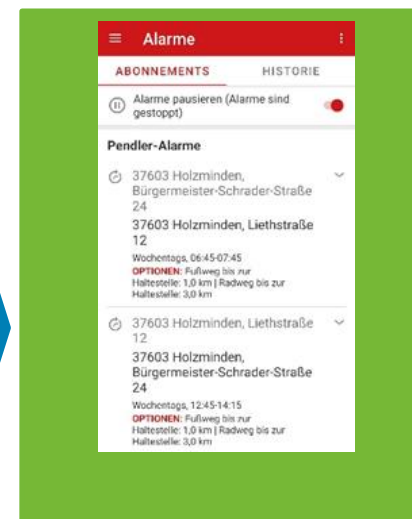 Alarme
ABONNEMENTS HISTORIE
Alarme pausieren (Alarme sind
gestoppt)
Pendler-Alarme
37603 Holzminden,
Bürgermeister-Schrader-Straße
24
37603 Holzminden, Liethstraße
12
Wochentags, 06:45-07:45
OPTIONEN: Fußweg bis zur
Haltestelle: 1,0 km | Radweg bis zur
Haltestelle: 3,0 km
37603 Holzminden, Liethstraße
12
37603 Holzminden,
Bürgermeister-Schrader-Straße
24
Wochentags, 12:45-14:15
OPTIONEN: Fußweg bis zur
Haltestelle: 1,0 km | Radweg bis zur
Haltestelle: 3,0 km